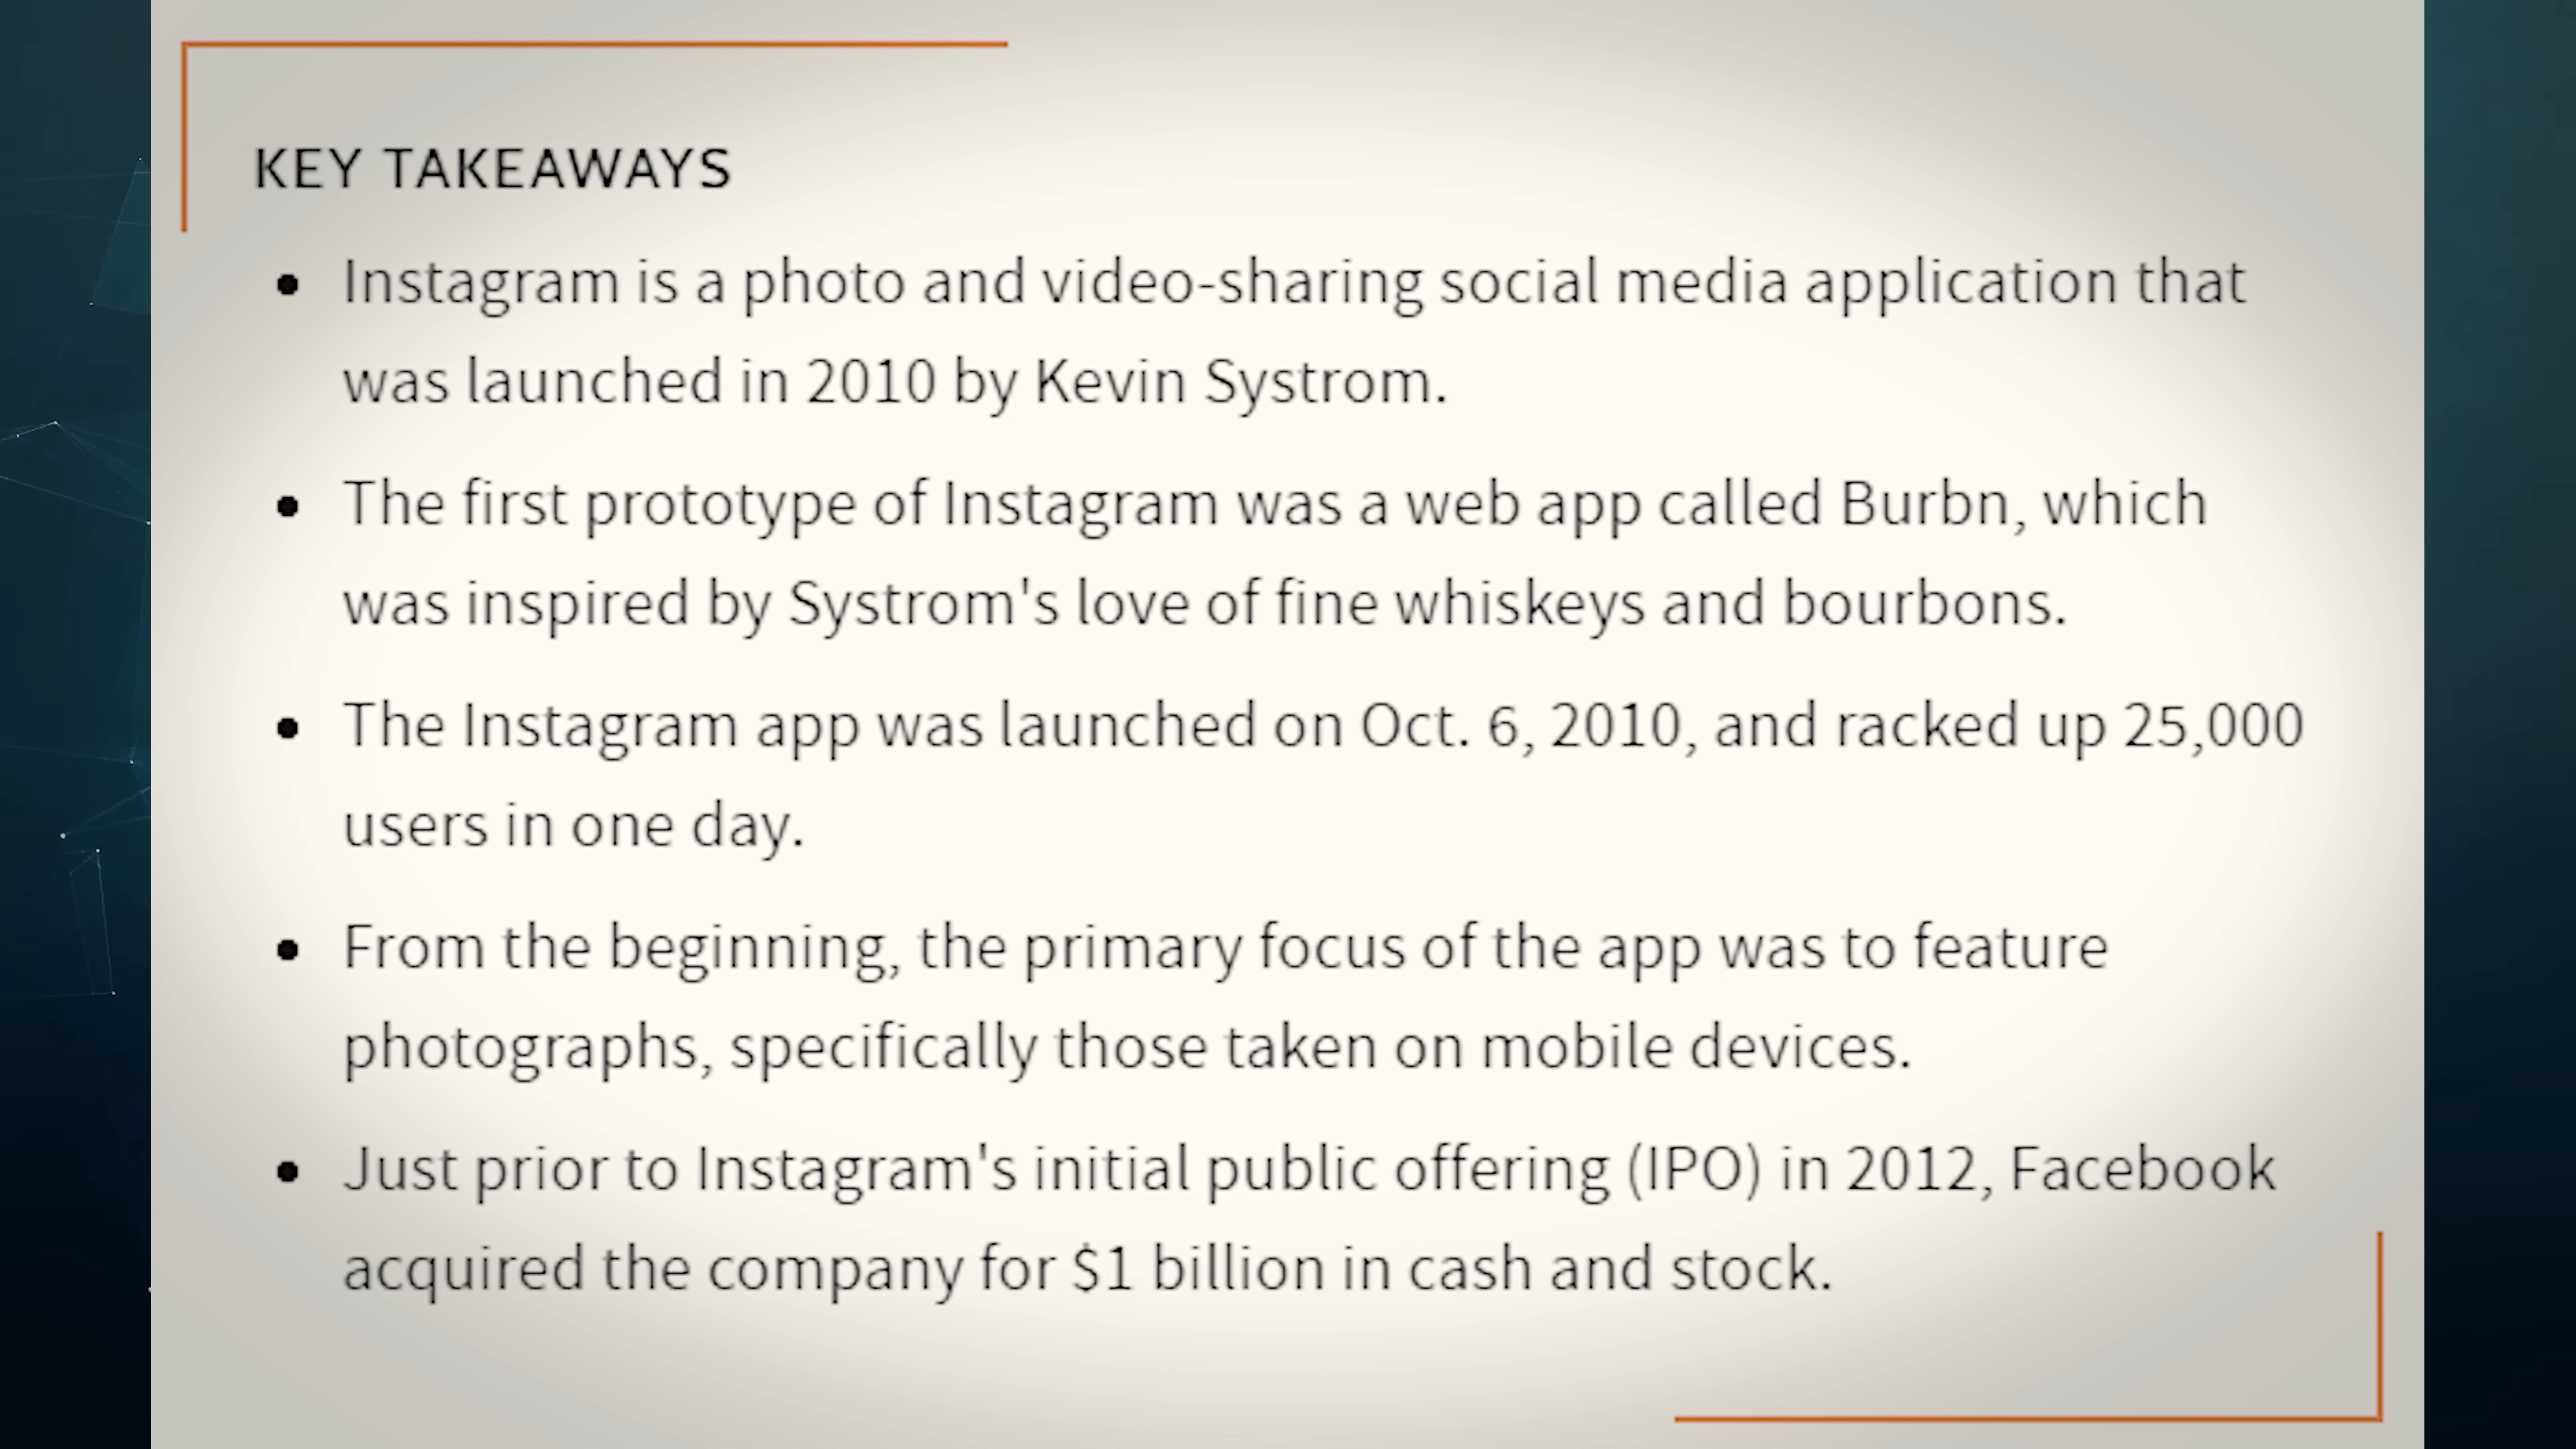 KEY TAKEAWAYS
• Instagram is a photo and video-sharing social media application that
was launched in 2010 by Kevin Systrom.
• The first prototype of Instagram was a web app called Burbn, which
was inspired by Systrom's love of fine whiskeys and bourbons.
• The Instagram app was launched on Oct. 6, 2010, and racked up 25,000
users in one day.
• From the beginning, the primary focus of the app was to feature
photographs, specifically those taken on mobile devices.
• Just prior to Instagram's initial public offering (IPO) in 2012, Facebook
acquired the company for $1 billion in cash and stock.